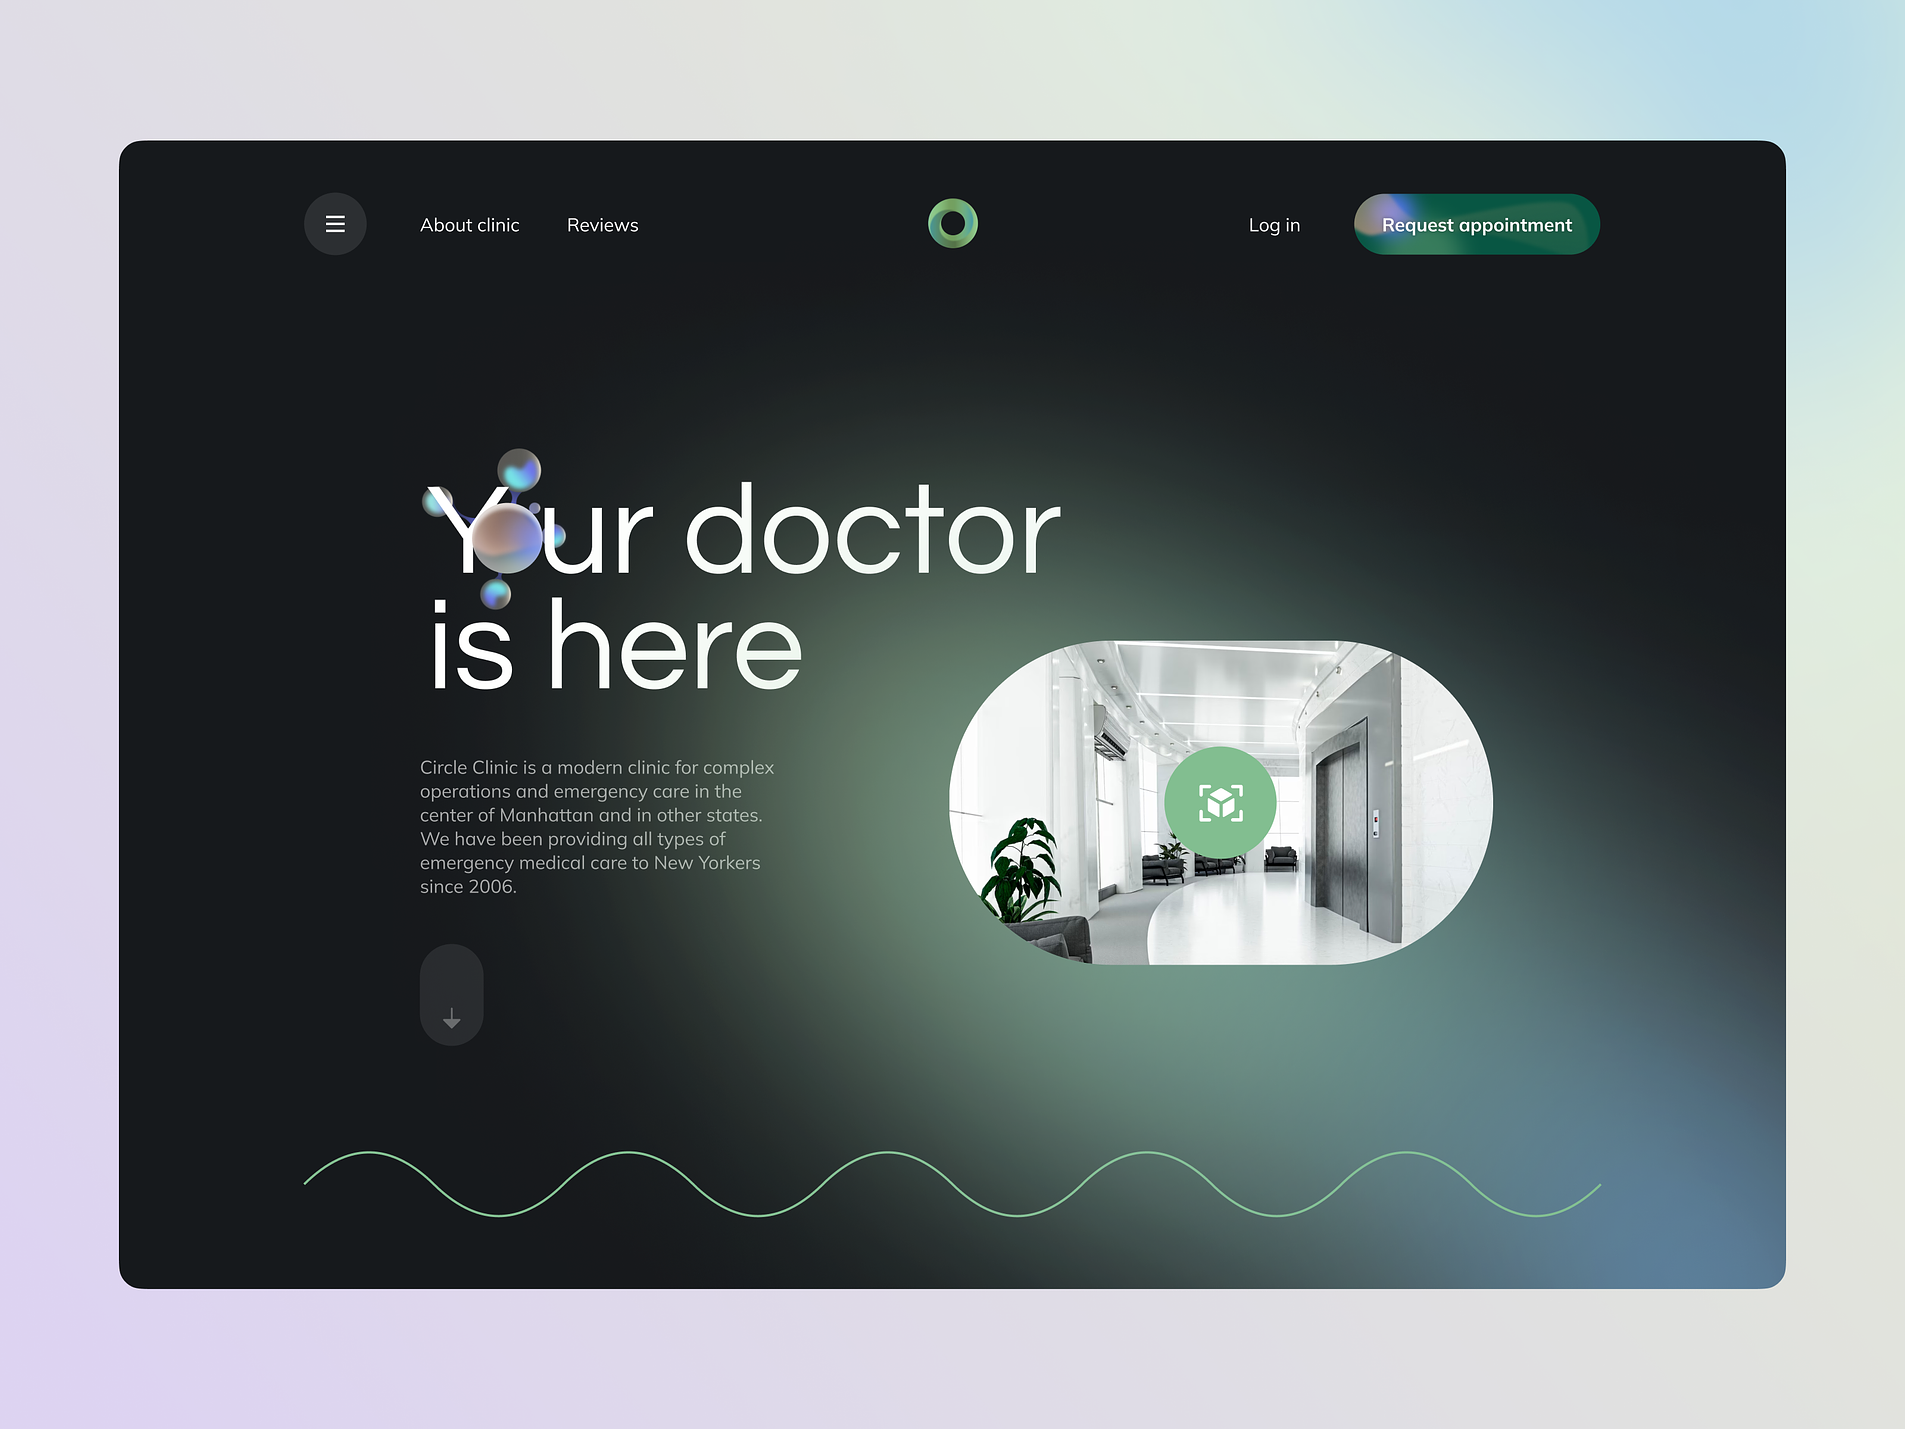 About clinic
Reviews
Log in
Request appointment
Your doctor
is here
Circle Clinic is a modern clinic for complex
operations and emergency care in the
center of Manhattan and in other states.
We have been providing all types of
emergency medical care to New Yorkers
since 2006.